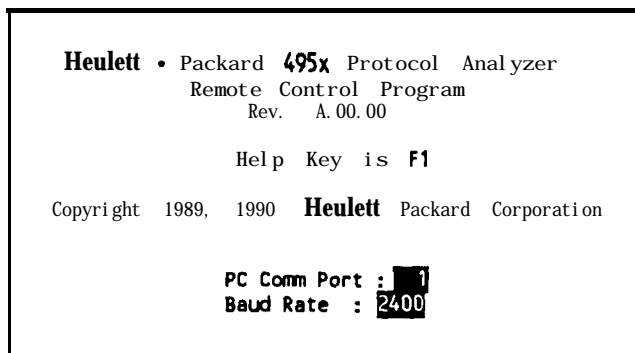 Heulett • Packard 495x Protocol Analyzer
Remote Control Program
Rev. A.00.00
Help Key is F1
Copyright 1989, 1990 Heulett Packard Corporation
PC Comm Port : 1
Baud Rate : 2400